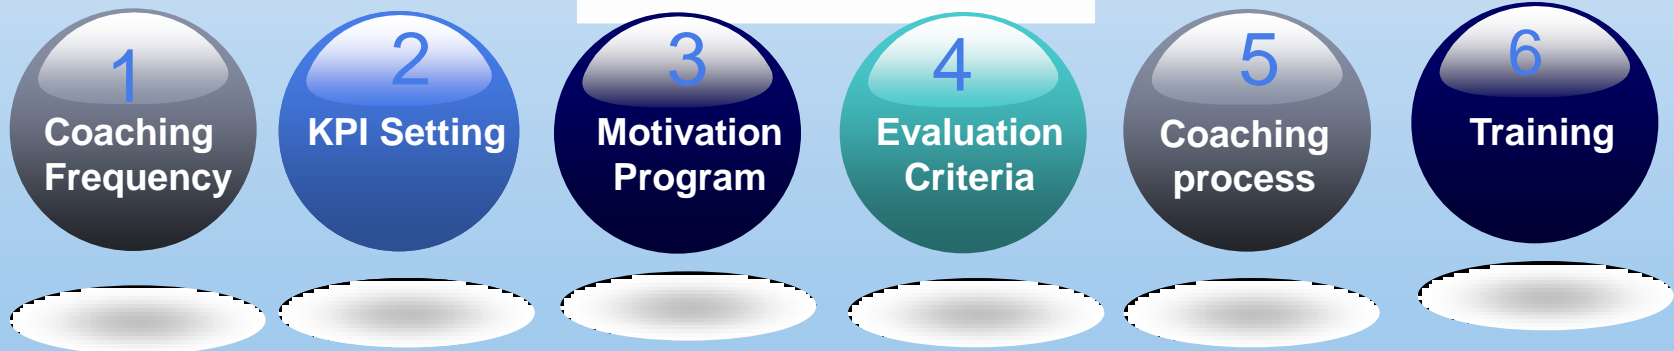 1
Coaching
Frequency
2
KPI Setting
3
Motivation
Program
4
Evaluation
Criteria
5
Coaching
process
6
Training